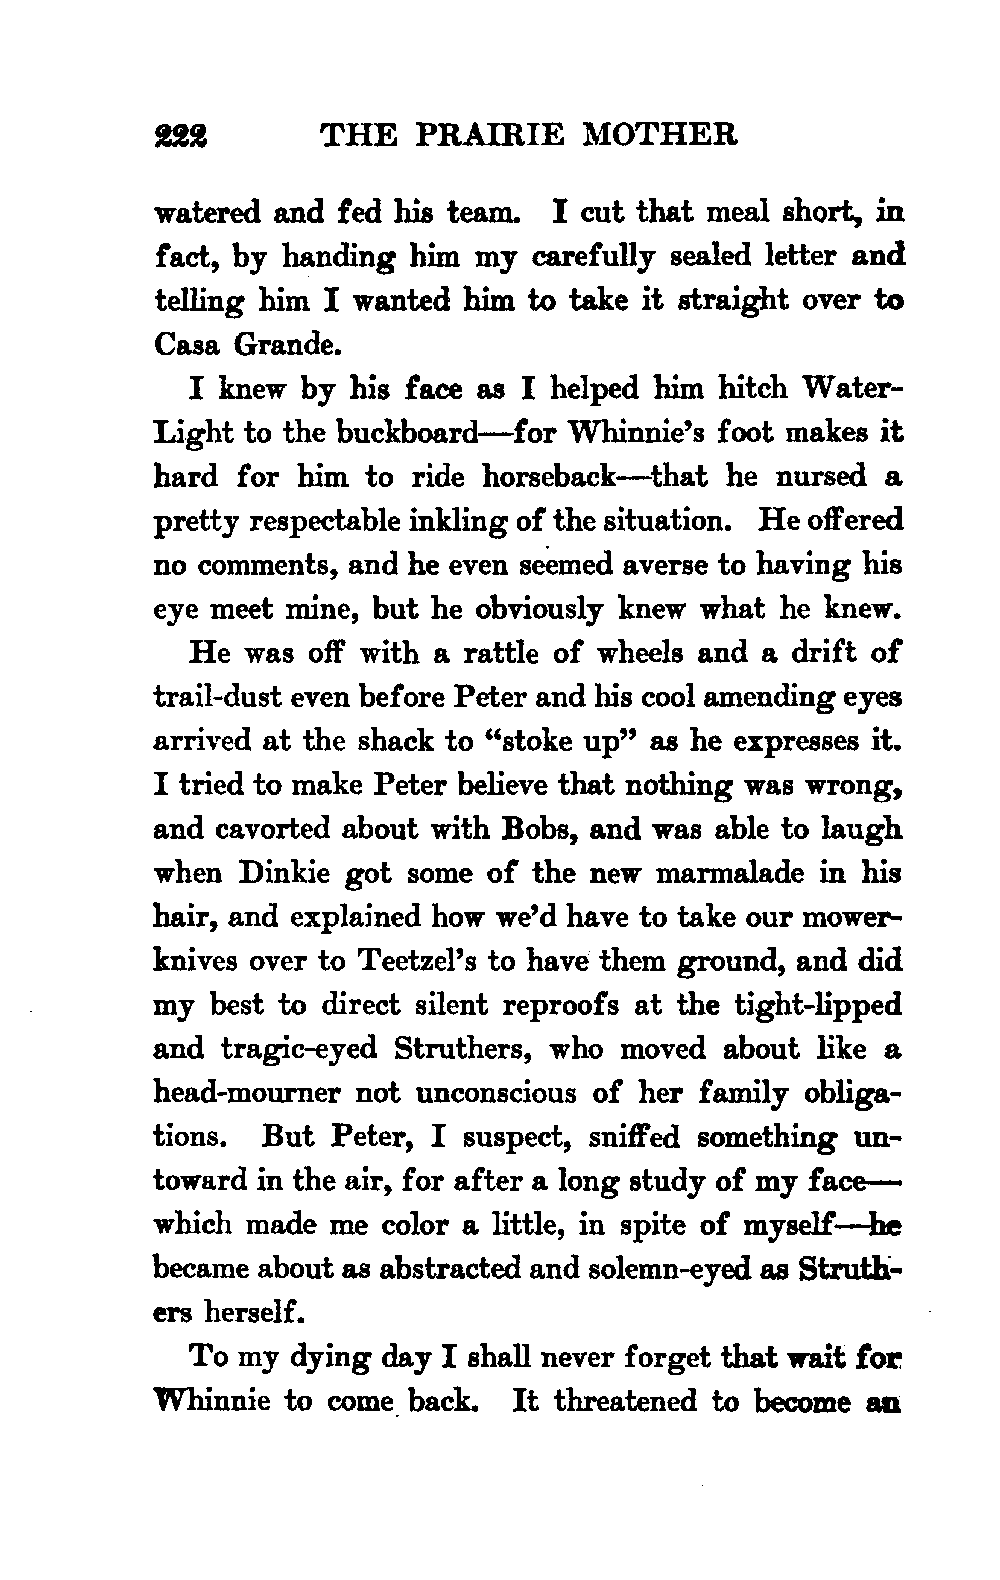 222 THE PRAIRIE MOTHER
watered and fed his team. I cut that meal short, in
fact, by handing him my carefully sealed letter and
telling him I wanted him to take it straight over to
Casa Grande.
I knew by his face as I helped him hitch Water-
Light to the buckboard—for Whinnie's foot makes it
hard for him to ride horseback—that he nursed a
pretty respectable inkling of the situation. He offered
no comments, and he even seemed averse to having his
eye meet mine, but he obviously knew what he knew.
He was off with a rattle of wheels and a drift of
trail-dust even before Peter and his cool amending eyes
arrived at the shack to “stoke up” as he expresses it.
I tried to make Peter believe that nothing was wrong,
and cavorted about with Bobs, and was able to laugh
when Dinkie got some of the new marmalade in his
hair, and explained how we'd have to take our mower-
knives over to Teetzel's to have them ground, and did
my best to direct silent reproofs at the tight-lipped
and tragic-eyed Struthers, who moved about like a
head-mourner not unconscious of her family obliga-
tions. But Peter, I suspect, sniffed something un-
toward in the air, for after a long study of my face—
which made me color a little, in spite of myself—he
became about as abstracted and solemn-eyed as Struth-
ers herself.
To my dying day I shall never forget that wait for
Whinnie to come back. It threatened to become an